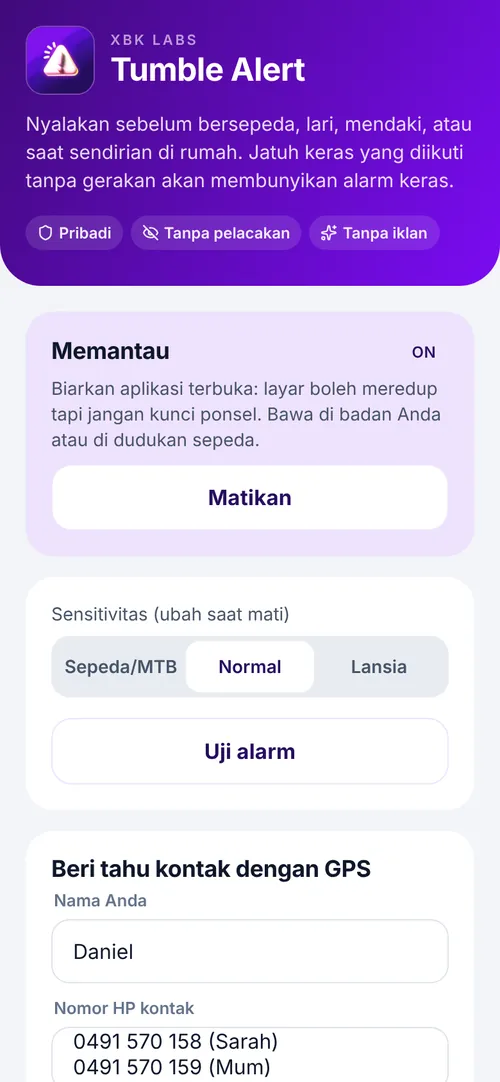 XBK LABS
Tumble Alert
Nyalakan sebelum bersepeda, lari, mendaki, atau
saat sendirian di rumah. Jatuh keras yang diikuti
tanpa gerakan akan membunyikan alarm keras.
Pribadi
Tanpa pelacakan
Tanpa iklan
Memantau
ON
Biarkan aplikasi terbuka: layar boleh meredup
tapi jangan kunci ponsel. Bawa di badan Anda
atau di dudukan sepeda.
Matikan
Sensitivitas (ubah saat mati)
Sepeda/MTB
Normal
Lansia
Uji alarm
Beri tahu kontak dengan GPS
Nama Anda
Daniel
Nomor HP kontak
0491 570 158 (Sarah)
0491 570 159 (Mum)